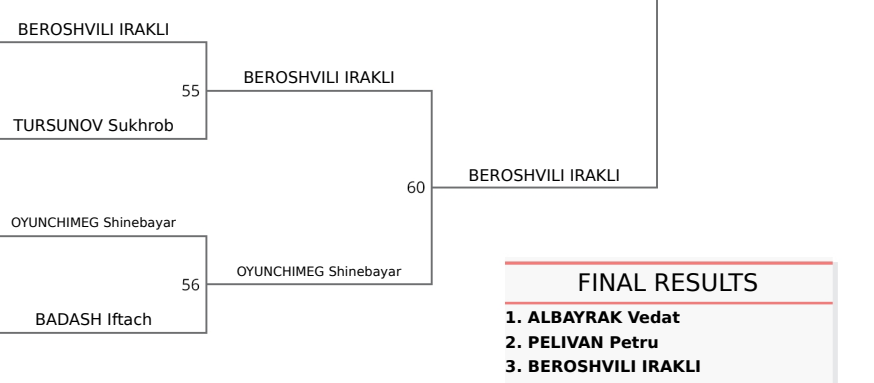 BEROSHVILI IRAKLI
BEROSHVILI IRAKLI
55
TURSUNOV Sukhrob
BEROSHVILI IRAKLI
60
OYUNCHIMEG Shinebayar
OYUNCHIMEG Shinebayar
56
BADASH Iftach
FINAL RESULTS
1. ALBAYRAK Vedat
2. PELIVAN Petru
3. BEROSHVILI IRAKLI